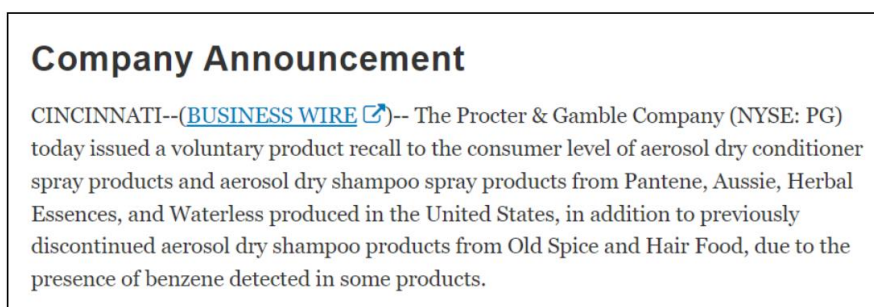 Company Announcement
CINCINNATI--(BUSINESS WIRE)-- The Procter & Gamble Company (NYSE: PG)
today issued a voluntary product recall to the consumer level of aerosol dry conditioner
spray products and aerosol dry shampoo spray products from Pantene, Aussie, Herbal
Essences, and Waterless produced in the United States, in addition to previously
discontinued aerosol dry shampoo products from Old Spice and Hair Food, due to the
presence of benzene detected in some products.